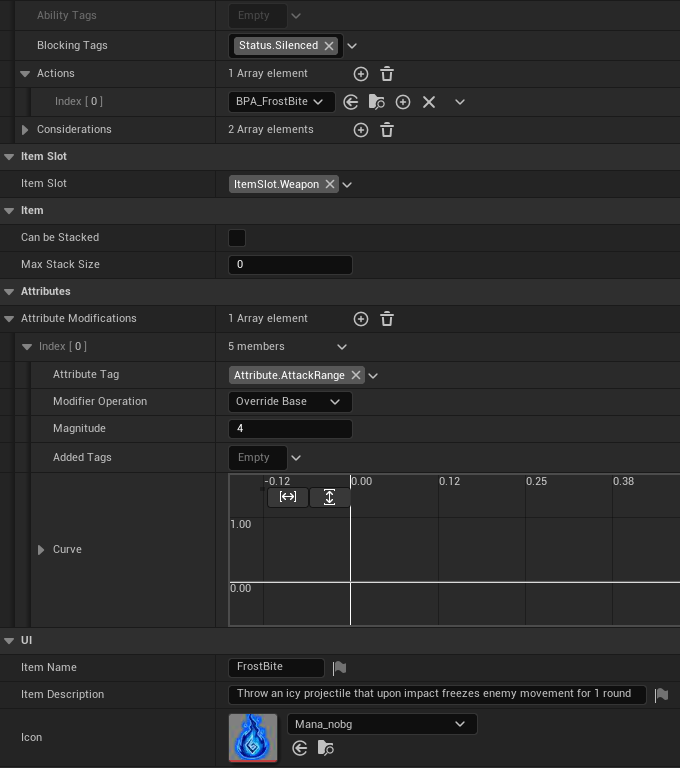 Ability Tags Empty
Blocking Tags Status.Silenced
Actions 1 Array element
Index [ 0 ] BPA_FrostBite
Considerations 2 Array elements
Item Slot
Item Slot ItemSlot.Weapon
Item
Can be Stacked
Max Stack Size 0
Attributes
Attribute Modifications 1 Array element
Index [ 0 ] 5 members
Attribute Tag Attribute.AttackRange
Modifier Operation Override Base
Magnitude 4
Added Tags Empty
-0.12 0.00 0.12 0.25 0.38
1.00
Curve
0.00
UI
Item Name FrostBite
Item Description Throw an icy projectile that upon impact freezes enemy movement for 1 round
Icon Mana_nobg